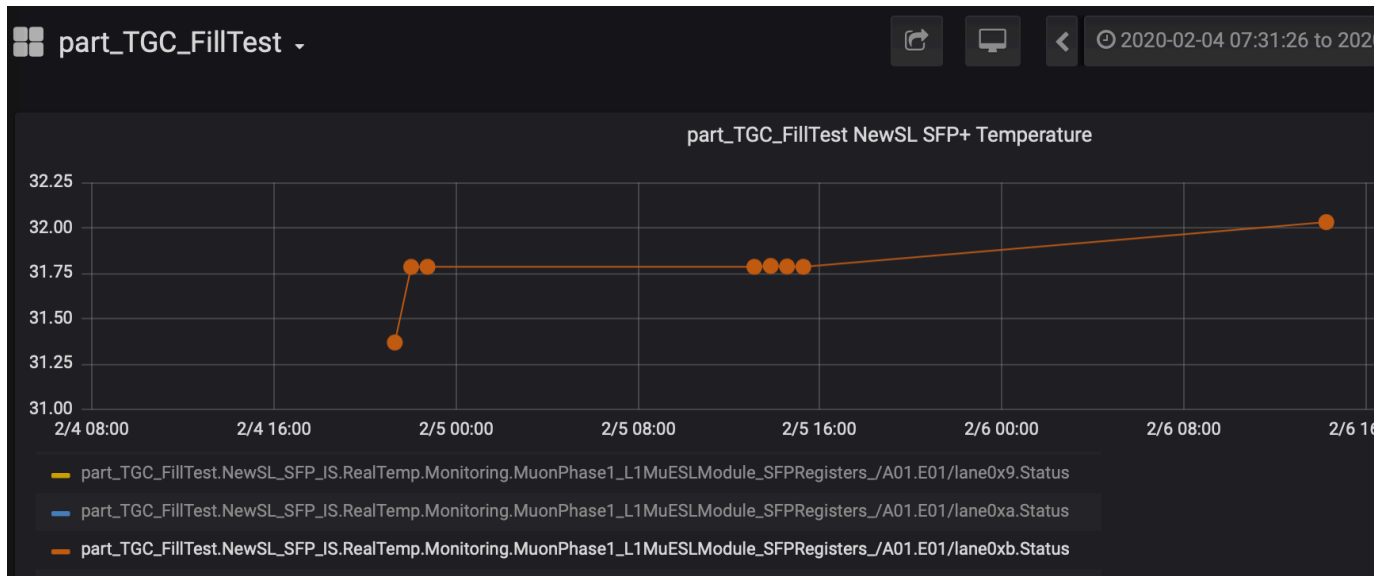 part_TGC_FillTest
2020-02-04 07:31:26 to 202
part_TGC_FillTest NewSL SFP+ Temperature
32.25
32.00
31.75
31.50
31.25
31.00
2/4 08:00 2/4 16:00 2/5 00:00 2/5 08:00 2/5 16:00 2/6 00:00 2/6 08:00 2/6 1
part_TGC_FillTest.NewSL_SFP_IS.RealTemp.Monitoring.MuonPhase1_L1MuESLModule_SFPRegisters_/A01.E01/lane0x9.Status
part_TGC_FillTest.NewSL_SFP_IS.RealTemp.Monitoring.MuonPhase1_L1MuESLModule_SFPRegisters_/A01.E01/lane0xa.Status
part_TGC_FillTest.NewSL_SFP_IS.RealTemp.Monitoring.MuonPhase1_L1MuESLModule_SFPRegisters_/A01.E01/lane0xb.Status